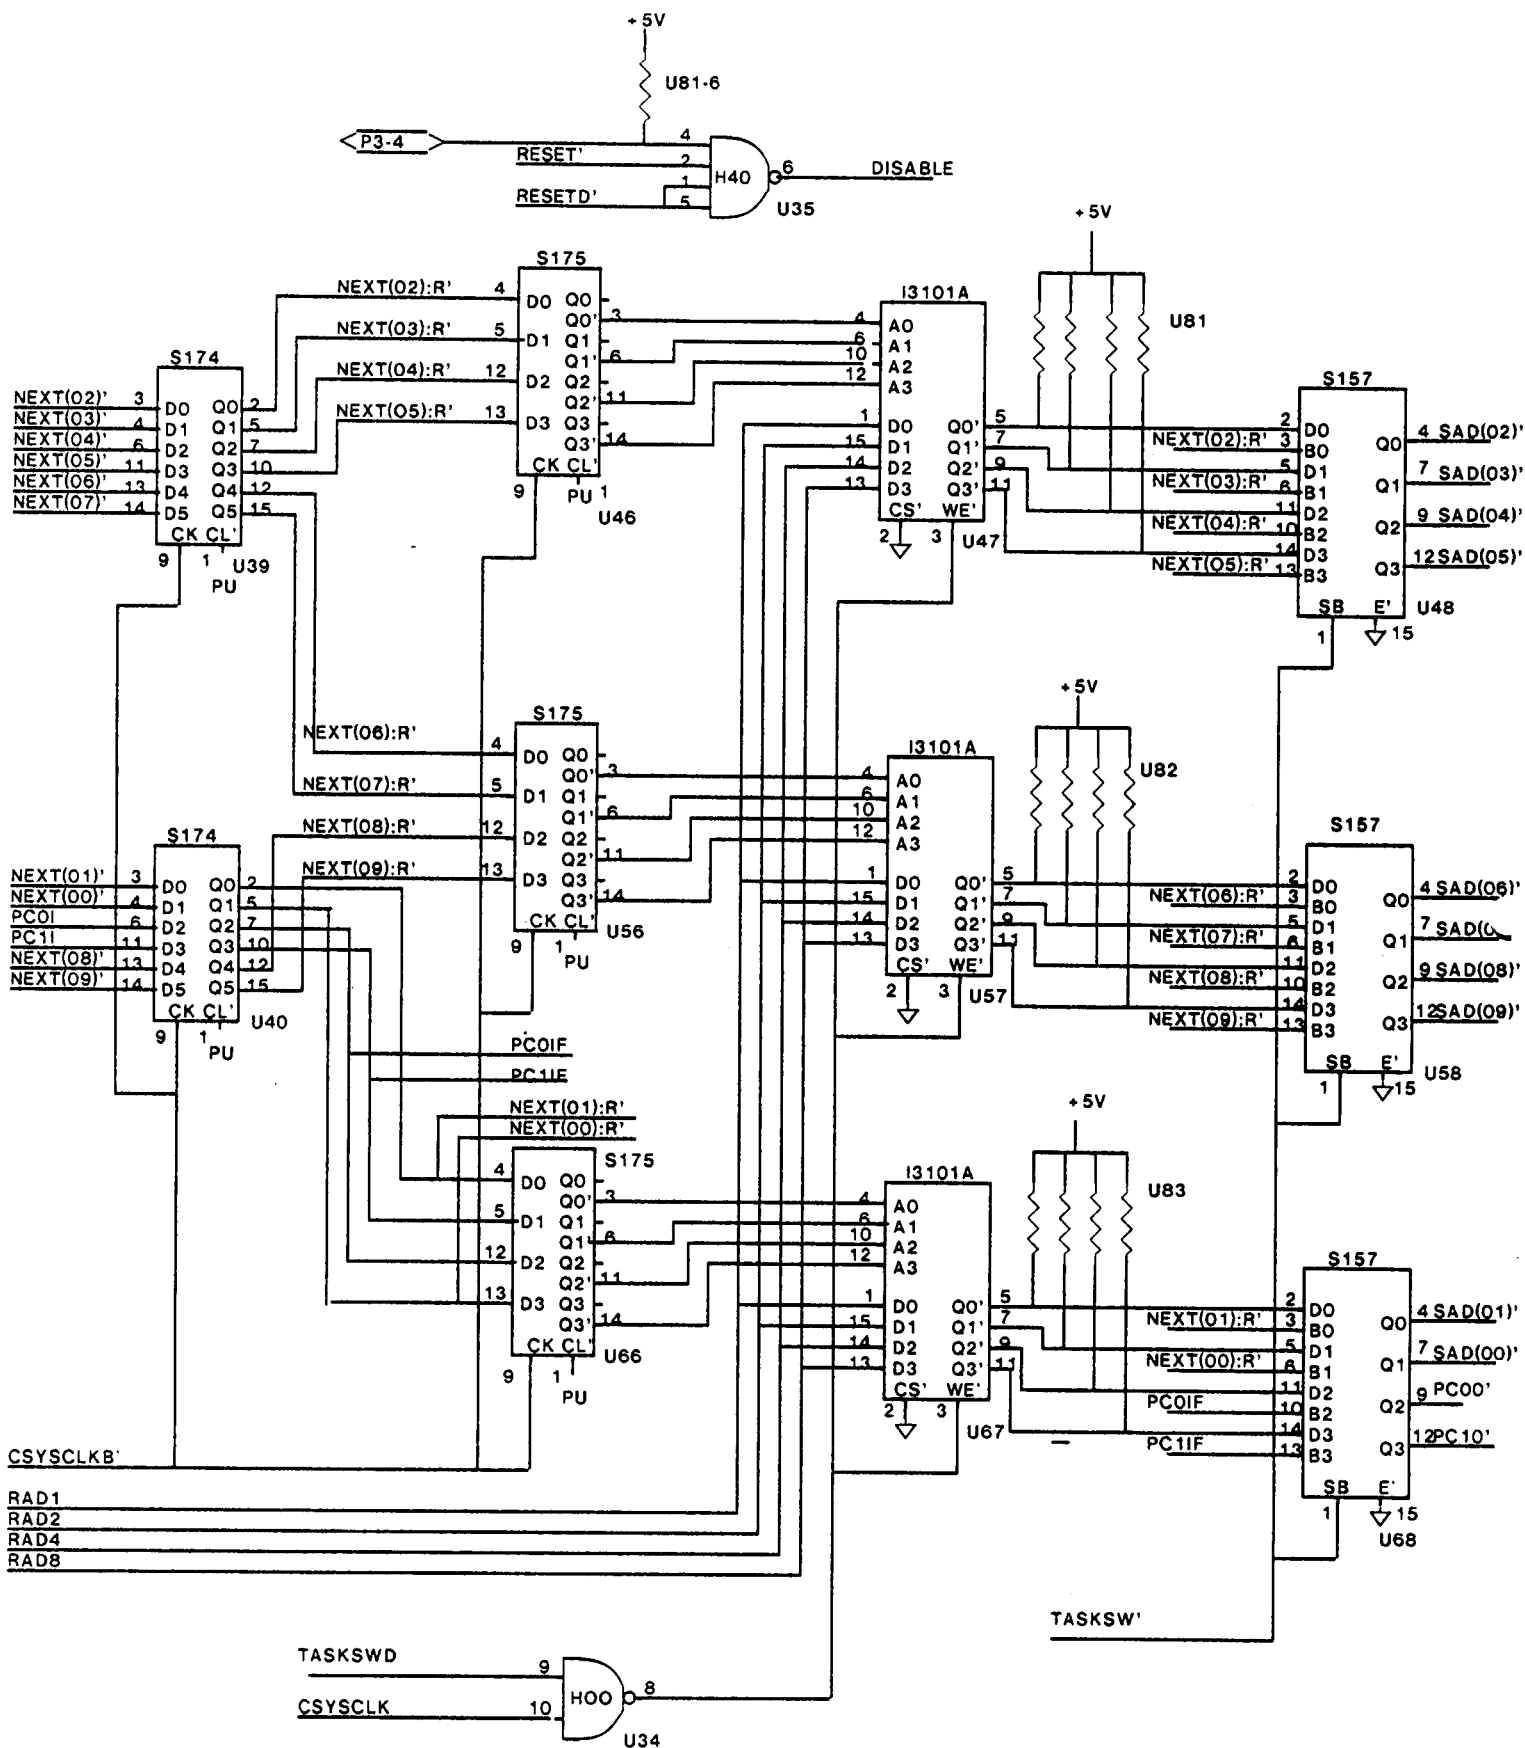 +5V
U81-6
P3-4
4
RESET'
2
1
H40
6
DISABLE
RESETD'
5
U35
+5V
U81
S174
NEXT(02)' 3 D0 Q0 2
NEXT(03)' 4 D1 Q1 5
NEXT(04)' 6 D2 Q2 7
NEXT(05)' 11 D3 Q3 10
NEXT(06)' 13 D4 Q4 12
NEXT(07)' 14 D5 Q5 15
CK CL'
9 1 U39
PU
S175
NEXT(02):R' 4 D0 Q0
Q0' 3
NEXT(03):R' 5 D1 Q1
Q1' 6
NEXT(04):R' 12 D2 Q2
Q2' 11
NEXT(05):R' 13 D3 Q3
Q3' 14
CK CL'
9 PU 1
U46
I3101A
4 A0
6 A1
10 A2
12 A3
1 D0 Q0' 5
15 D1 Q1' 7
14 D2 Q2' 9
13 D3 Q3' 11
CS' WE'
2 3 U47
S157
2 D0
NEXT(02):R' 3 B0 Q0 4 SAD(02)'
5 D1
NEXT(03):R' 6 B1 Q1 7 SAD(03)'
11 D2
NEXT(04):R' 10 B2 Q2 9 SAD(04)'
14 D3
NEXT(05):R' 13 B3 Q3 12 SAD(05)'
SB E' U48
1 15
+5V
U82
S175
NEXT(06):R' 4 D0 Q0
Q0' 3
NEXT(07):R' 5 D1 Q1
Q1' 6
NEXT(08):R' 12 D2 Q2
Q2' 11
NEXT(09):R' 13 D3 Q3
Q3' 14
CK CL'
9 1 U56
PU
I3101A
4 A0
6 A1
10 A2
12 A3
1 D0 Q0' 5
15 D1 Q1' 7
14 D2 Q2' 9
13 D3 Q3' 11
CS' WE'
2 3 U57
S157
2 D0
NEXT(06):R' 3 B0 Q0 4 SAD(06)'
5 D1
NEXT(07):R' 6 B1 Q1 7 SAD(0
11 D2
NEXT(08):R' 10 B2 Q2 9 SAD(08)'
14 D3
NEXT(09):R' 13 B3 Q3 12 SAD(09)'
SB E' U58
1 15
S174
NEXT(01)' 3 D0 Q0 2
NEXT(00)' 4 D1 Q1 5
PC0I 6 D2 Q2 7
PC1I 11 D3 Q3 10
NEXT(08)' 13 D4 Q4 12
NEXT(09)' 14 D5 Q5 15
CK CL'
9 1 U40
PU
PC0IF
PC1IF
NEXT(01):R'
NEXT(00):R'
S175
4 D0 Q0
Q0' 3
5 D1 Q1
Q1' 6
12 D2 Q2
Q2' 11
13 D3 Q3
Q3' 14
CK CL'
9 1 U66
PU
+5V
U83
I3101A
4 A0
6 A1
10 A2
12 A3
1 D0 Q0' 5
15 D1 Q1' 7
14 D2 Q2' 9
13 D3 Q3' 11
CS' WE'
2 3 U67
S157
2 D0
NEXT(01):R' 3 B0 Q0 4 SAD(01)'
5 D1
NEXT(00):R' 6 B1 Q1 7 SAD(00)'
11 D2
PC0IF 10 B2 Q2 9 PC00'
14 D3
PC1IF 13 B3 Q3 12 PC10'
SB E'
1 15
U68
CSYSCLKB'
RAD1
RAD2
RAD4
RAD8
TASKSW'
TASKSWD 9
H00 8
CSYSCLK 10
U34